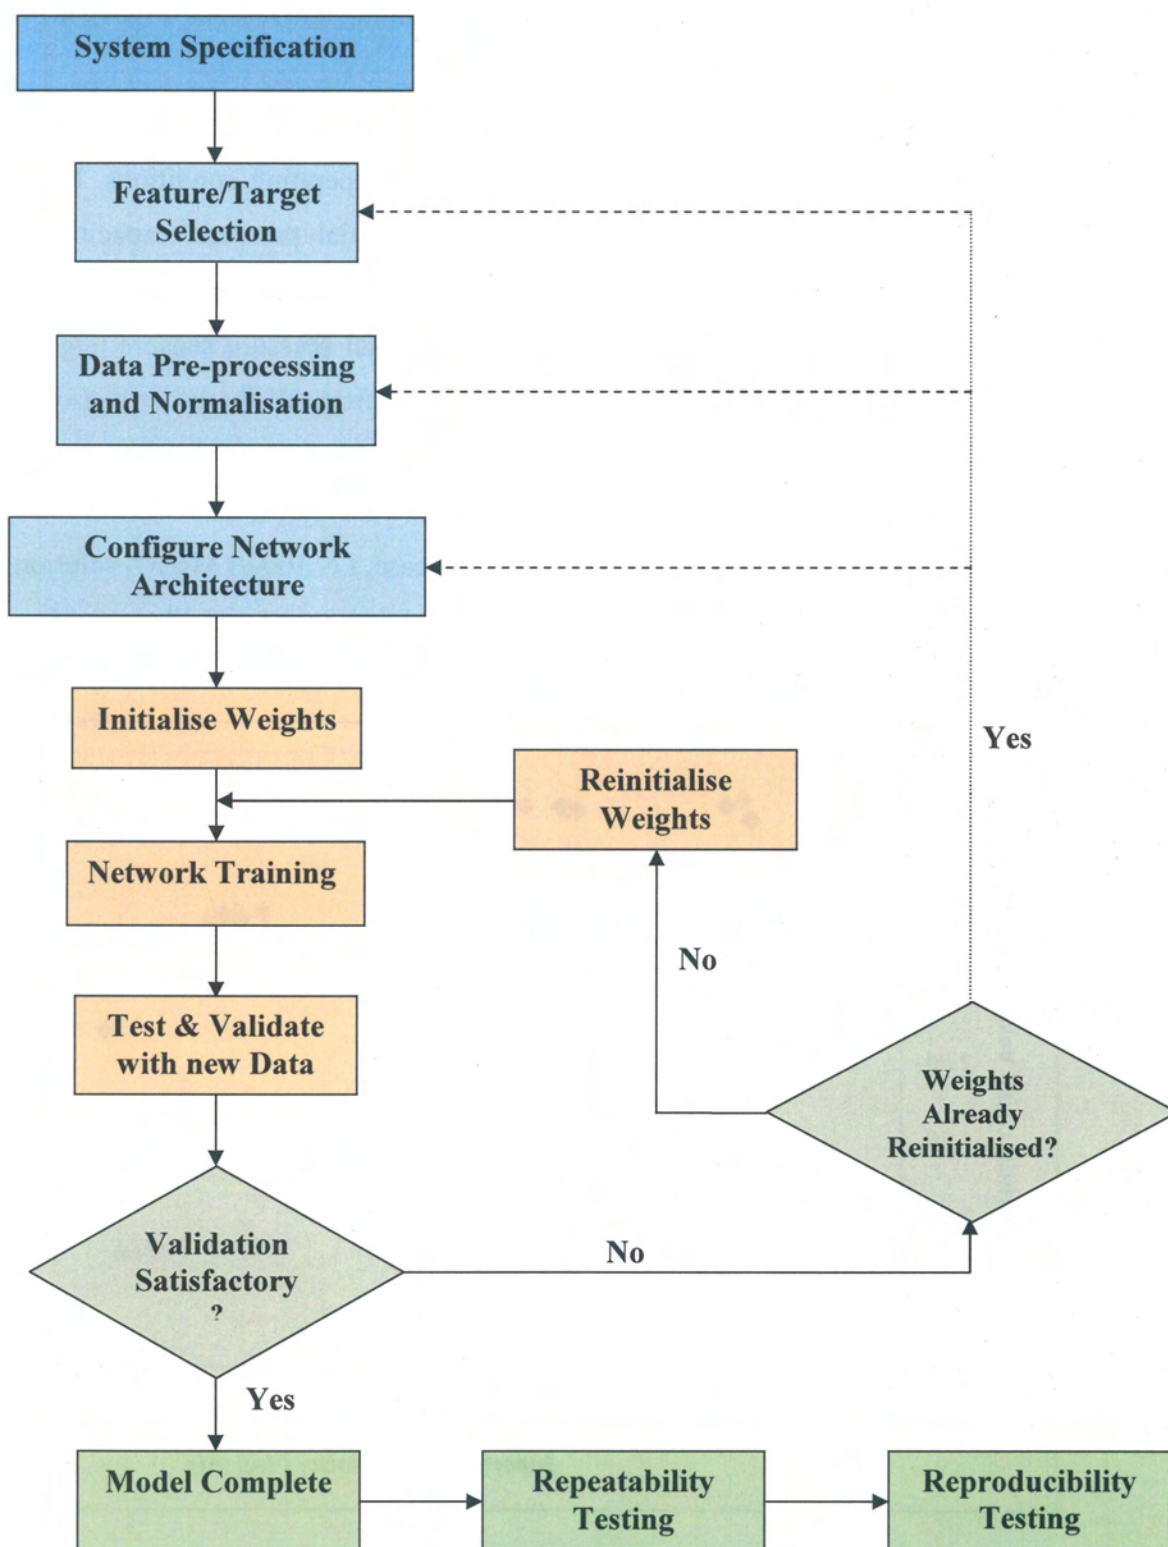 System Specification
Feature/Target
Selection
Data Pre-processing
and Normalisation
Configure Network
Architecture
Initialise Weights
Yes
Reinitialise
Weights
Network Training
No
Test & Validate
with new Data
Weights
Already
Reinitialised?
Validation
Satisfactory
?
No
Yes
Model Complete
Repeatability
Testing
Reproducibility
Testing